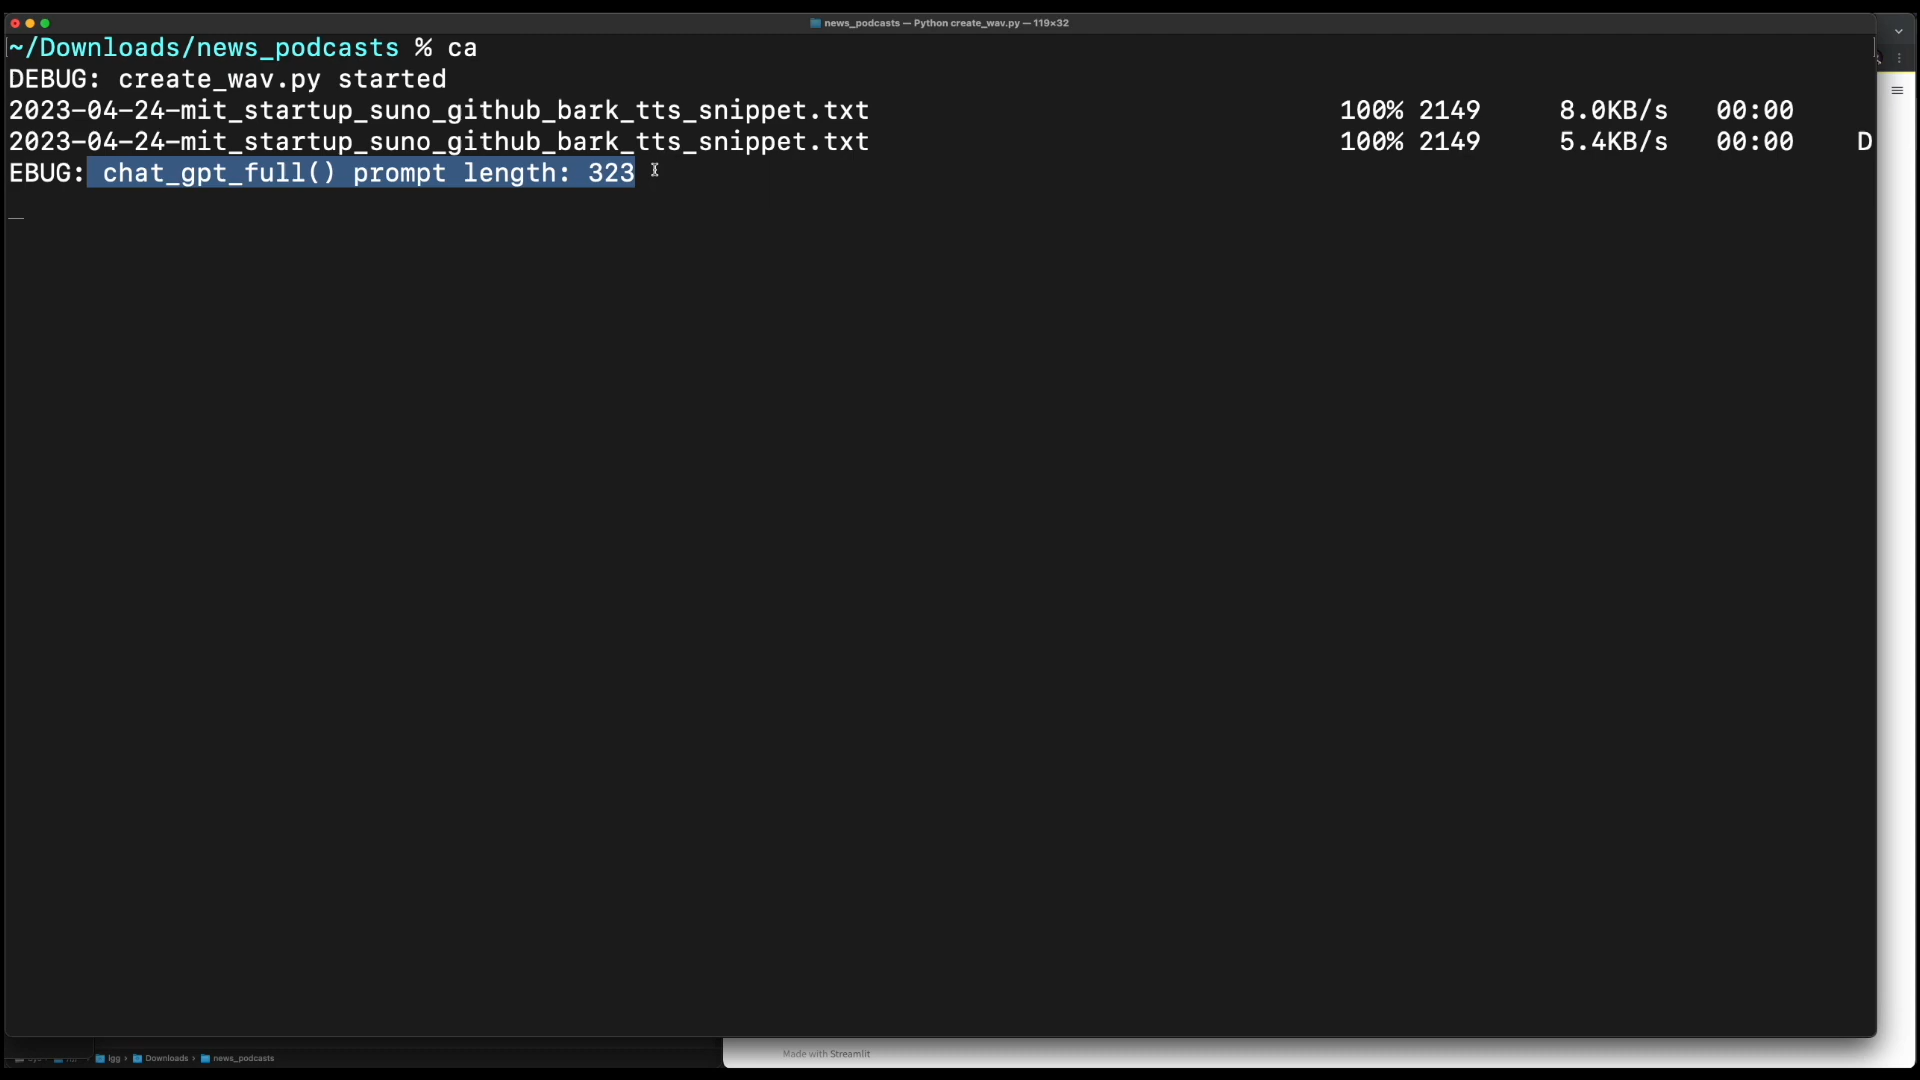 news_podcasts — Python create_wav.py — 119×32
~/Downloads/news_podcasts % ca
DEBUG: create_wav.py started
2023-04-24-mit_startup_suno_github_bark_tts_snippet.txt 100% 2149 8.0KB/s 00:00
2023-04-24-mit_startup_suno_github_bark_tts_snippet.txt 100% 2149 5.4KB/s 00:00 D
EBUG: chat_gpt_full() prompt length: 323
lgg › Downloads › news_podcasts
Made with Streamlit